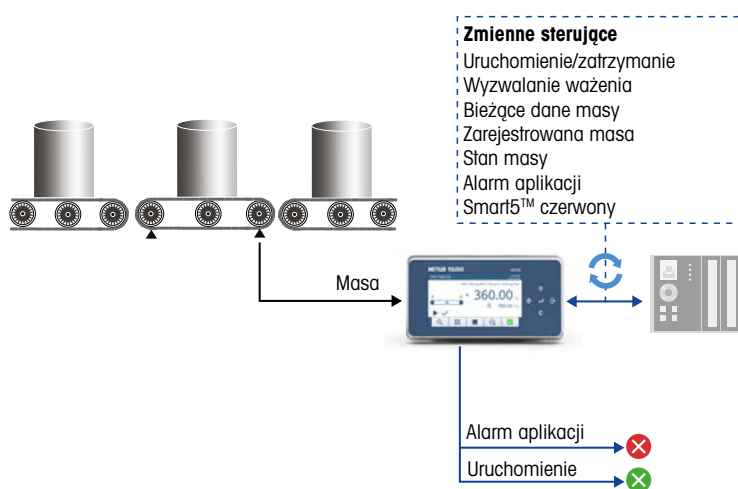 Zmienne sterujące
Uruchomienie/zatrzymanie
Wyzwalanie ważenia
Bieżące dane masy
Zarejestrowana masa
Stan masy
Alarm aplikacji
Smart5™ czerwony
Masa
METTLER TOLEDO
360.00
Alarm aplikacji
Uruchomienie